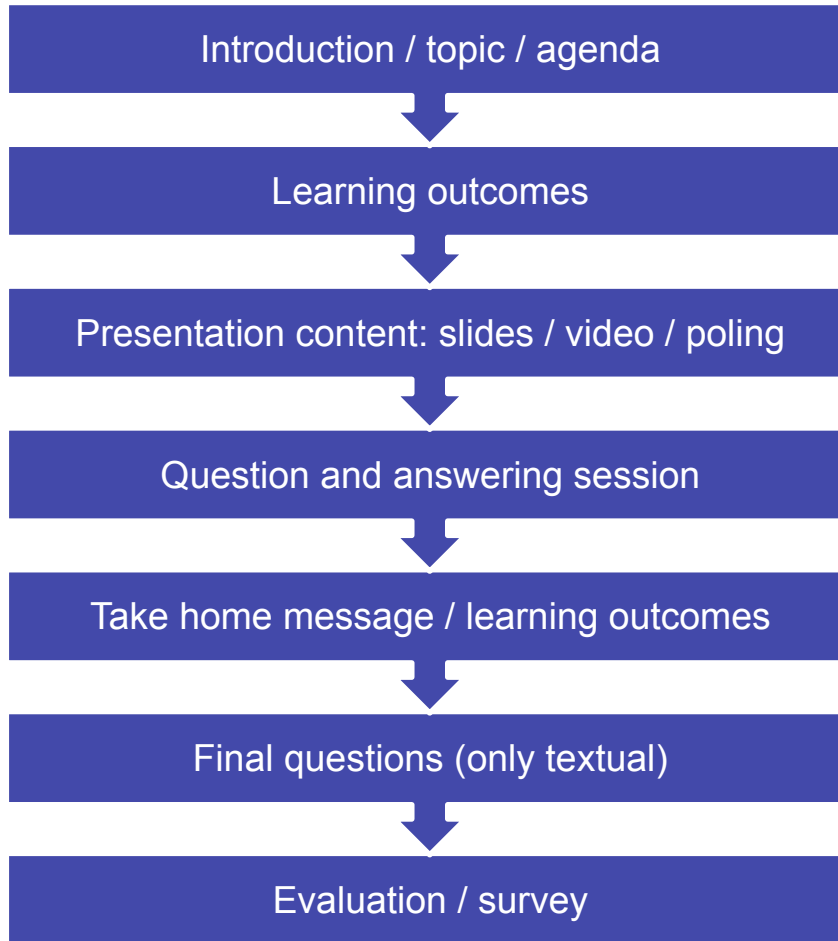 Introduction / topic / agenda
Learning outcomes
Presentation content: slides / video / poling
Question and answering session
Take home message / learning outcomes
Final questions (only textual)
Evaluation / survey